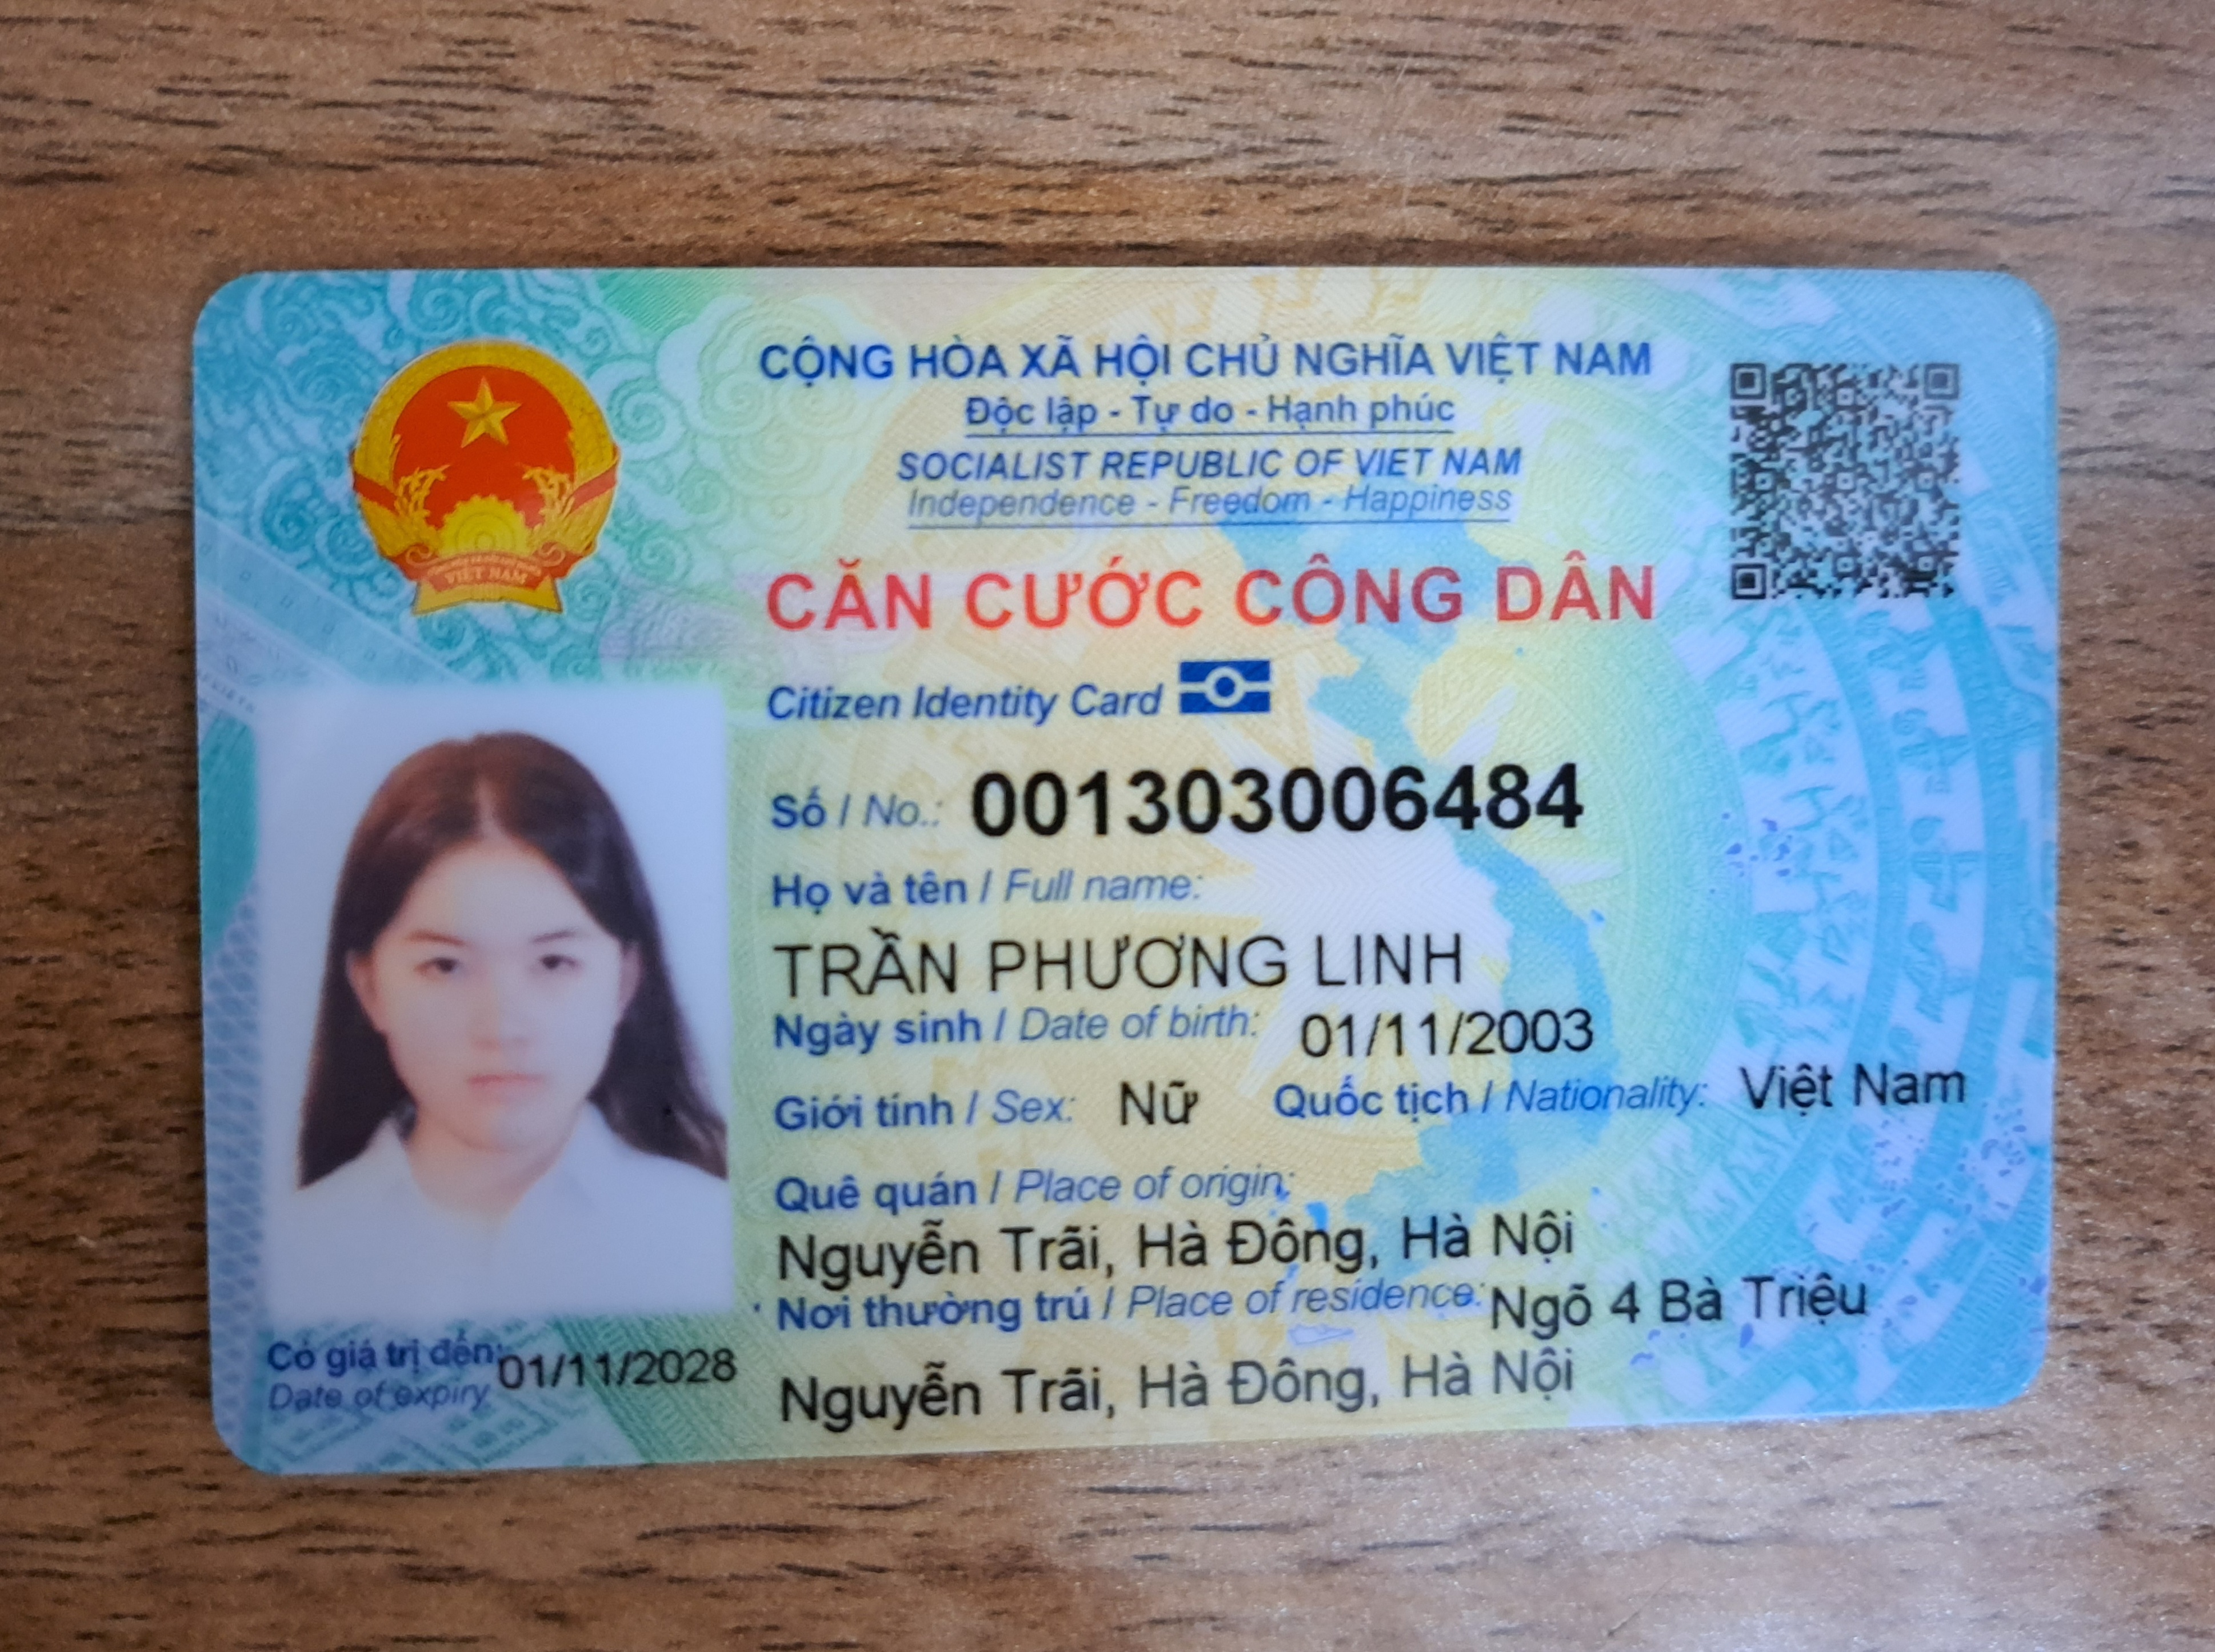 CỘNG HÒA XÃ HỘI CHỦ NGHĨA VIỆT NAM
Độc lập - Tự do - Hạnh phúc
SOCIALIST REPUBLIC OF VIET NAM
Independence - Freedom - Happiness
VIỆT NAM
CĂN CƯỚC CÔNG DÂN
Citizen Identity Card
Số / No.: 001303006484
Họ và tên / Full name:
TRẦN PHƯƠNG LINH
Ngày sinh / Date of birth: 01/11/2003
Giới tính / Sex: Nữ Quốc tịch / Nationality: Việt Nam
Quê quán / Place of origin:
Nguyễn Trãi, Hà Đông, Hà Nội
Nơi thường trú / Place of residence: Ngõ 4 Bà Triệu
Nguyễn Trãi, Hà Đông, Hà Nội
Có giá trị đến: 01/11/2028
Date of expiry